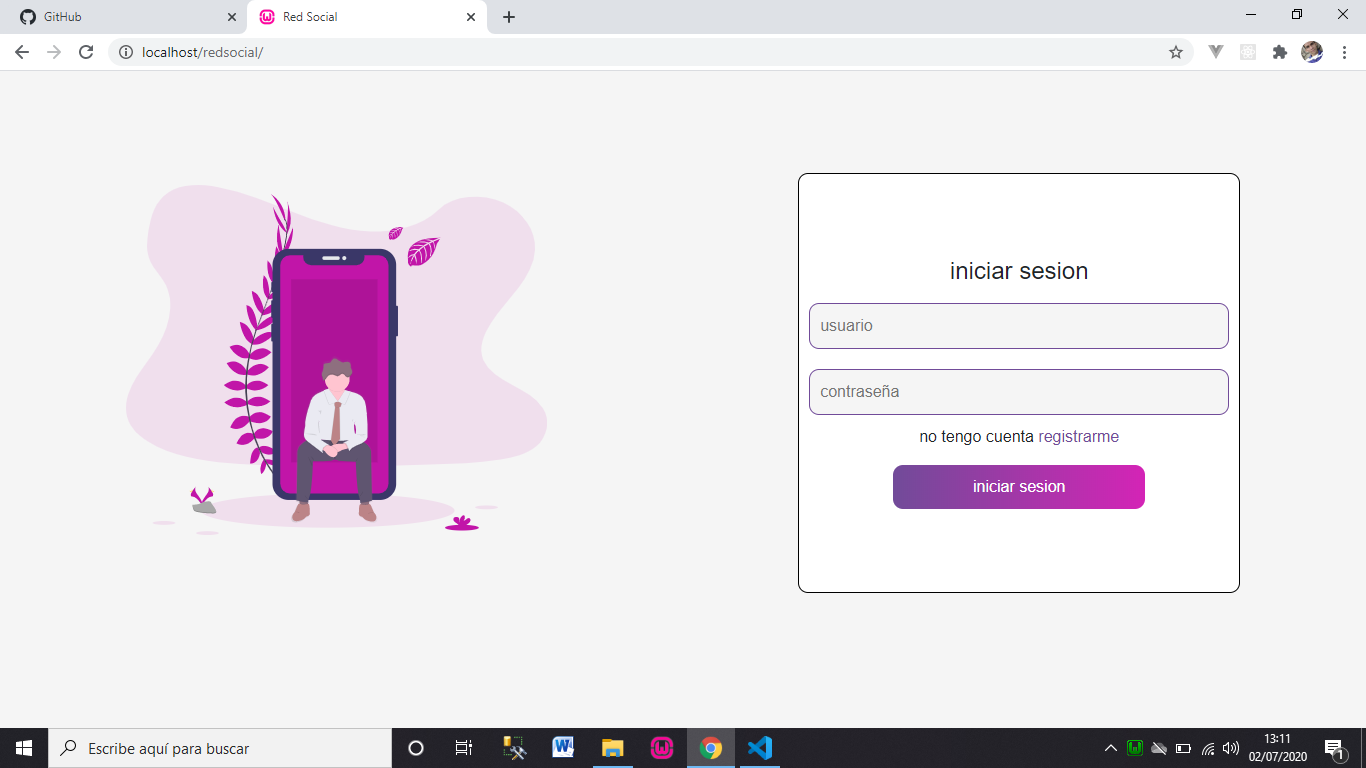 GitHub
Red Social
localhost/redsocial/
iniciar sesion
usuario
contraseña
no tengo cuenta registrarme
iniciar sesion
Escribe aquí para buscar
13:11
02/07/2020
1